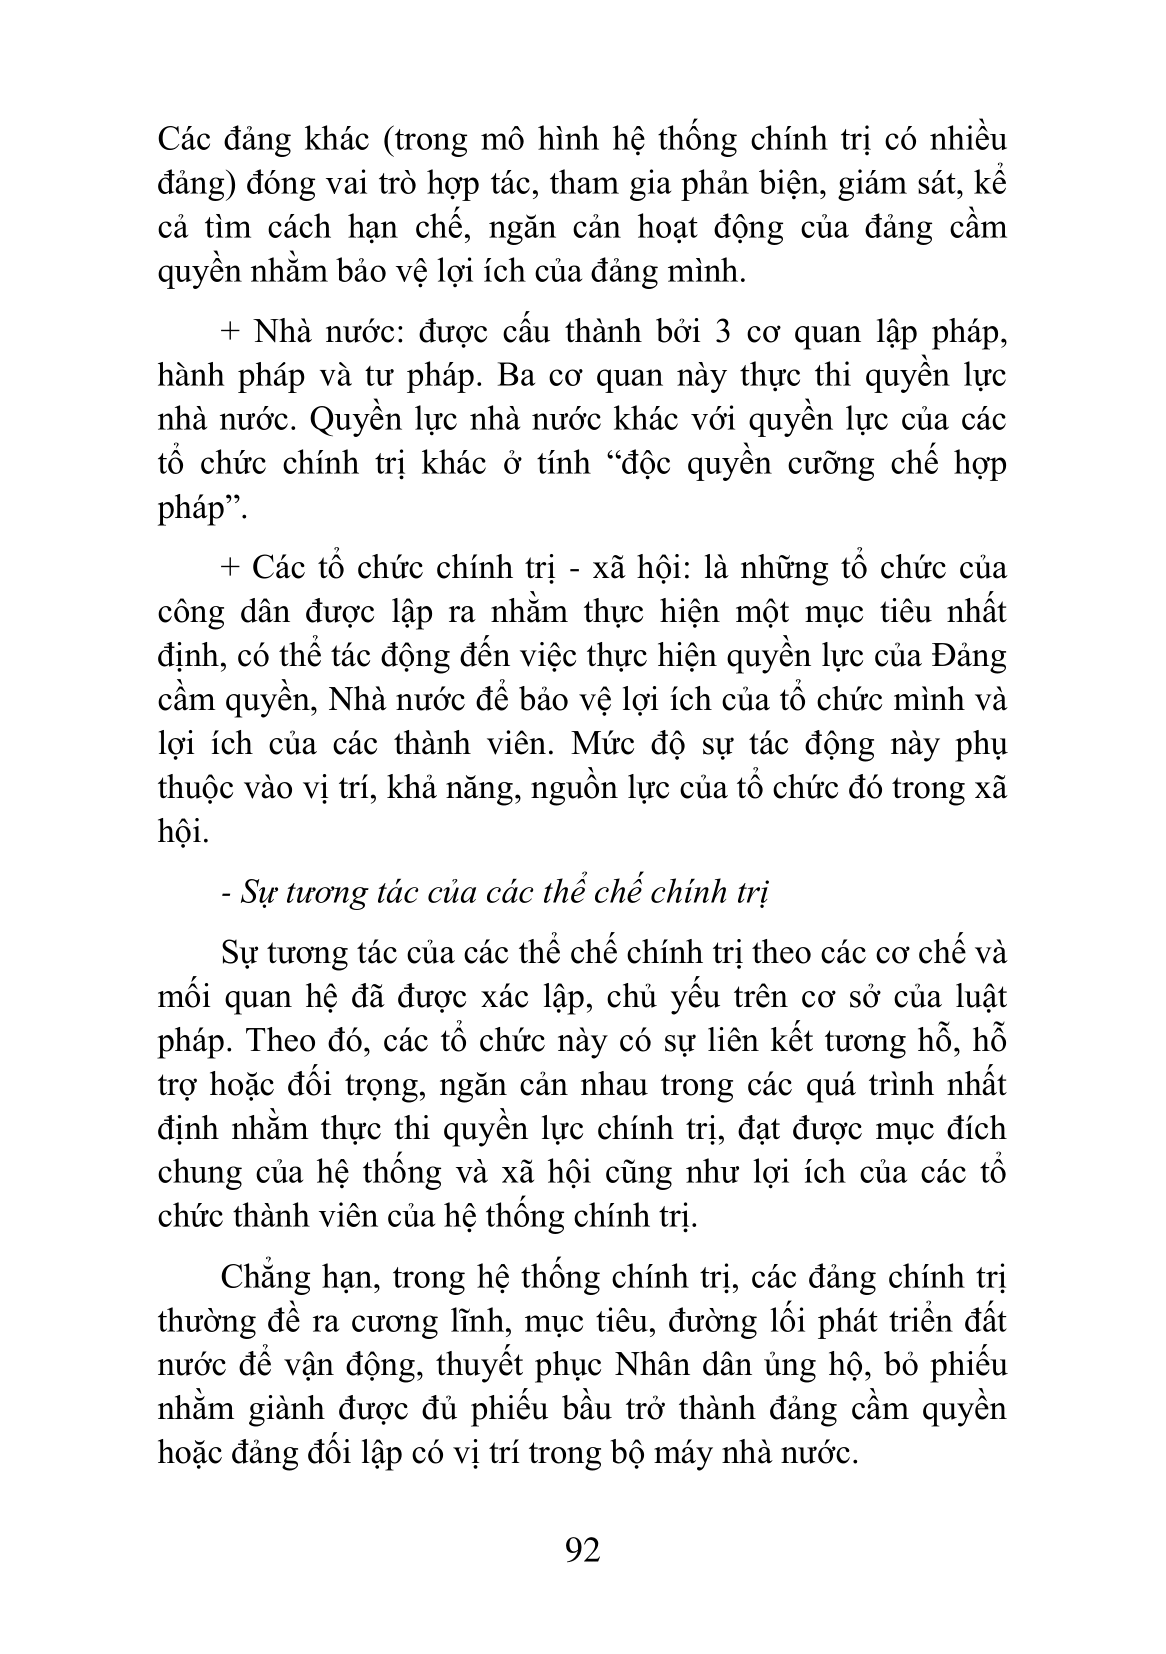 Các đảng khác (trong mô hình hệ thống chính trị có nhiều
đảng) đóng vai trò hợp tác, tham gia phản biện, giám sát, kể
cả tìm cách hạn chế, ngăn cản hoạt động của đảng cầm
quyền nhằm bảo vệ lợi ích của đảng mình.
+ Nhà nước: được cấu thành bởi 3 cơ quan lập pháp,
hành pháp và tư pháp. Ba cơ quan này thực thi quyền lực
nhà nước. Quyền lực nhà nước khác với quyền lực của các
tổ chức chính trị khác ở tính “độc quyền cưỡng chế hợp
pháp”.
+ Các tổ chức chính trị - xã hội: là những tổ chức của
công dân được lập ra nhằm thực hiện một mục tiêu nhất
định, có thể tác động đến việc thực hiện quyền lực của Đảng
cầm quyền, Nhà nước để bảo vệ lợi ích của tổ chức mình và
lợi ích của các thành viên. Mức độ sự tác động này phụ
thuộc vào vị trí, khả năng, nguồn lực của tổ chức đó trong xã
hội.
- Sự tương tác của các thể chế chính trị
Sự tương tác của các thể chế chính trị theo các cơ chế và
mối quan hệ đã được xác lập, chủ yếu trên cơ sở của luật
pháp. Theo đó, các tổ chức này có sự liên kết tương hỗ, hỗ
trợ hoặc đối trọng, ngăn cản nhau trong các quá trình nhất
định nhằm thực thi quyền lực chính trị, đạt được mục đích
chung của hệ thống và xã hội cũng như lợi ích của các tổ
chức thành viên của hệ thống chính trị.
Chẳng hạn, trong hệ thống chính trị, các đảng chính trị
thường đề ra cương lĩnh, mục tiêu, đường lối phát triển đất
nước để vận động, thuyết phục Nhân dân ủng hộ, bỏ phiếu
nhằm giành được đủ phiếu bầu trở thành đảng cầm quyền
hoặc đảng đối lập có vị trí trong bộ máy nhà nước.
92